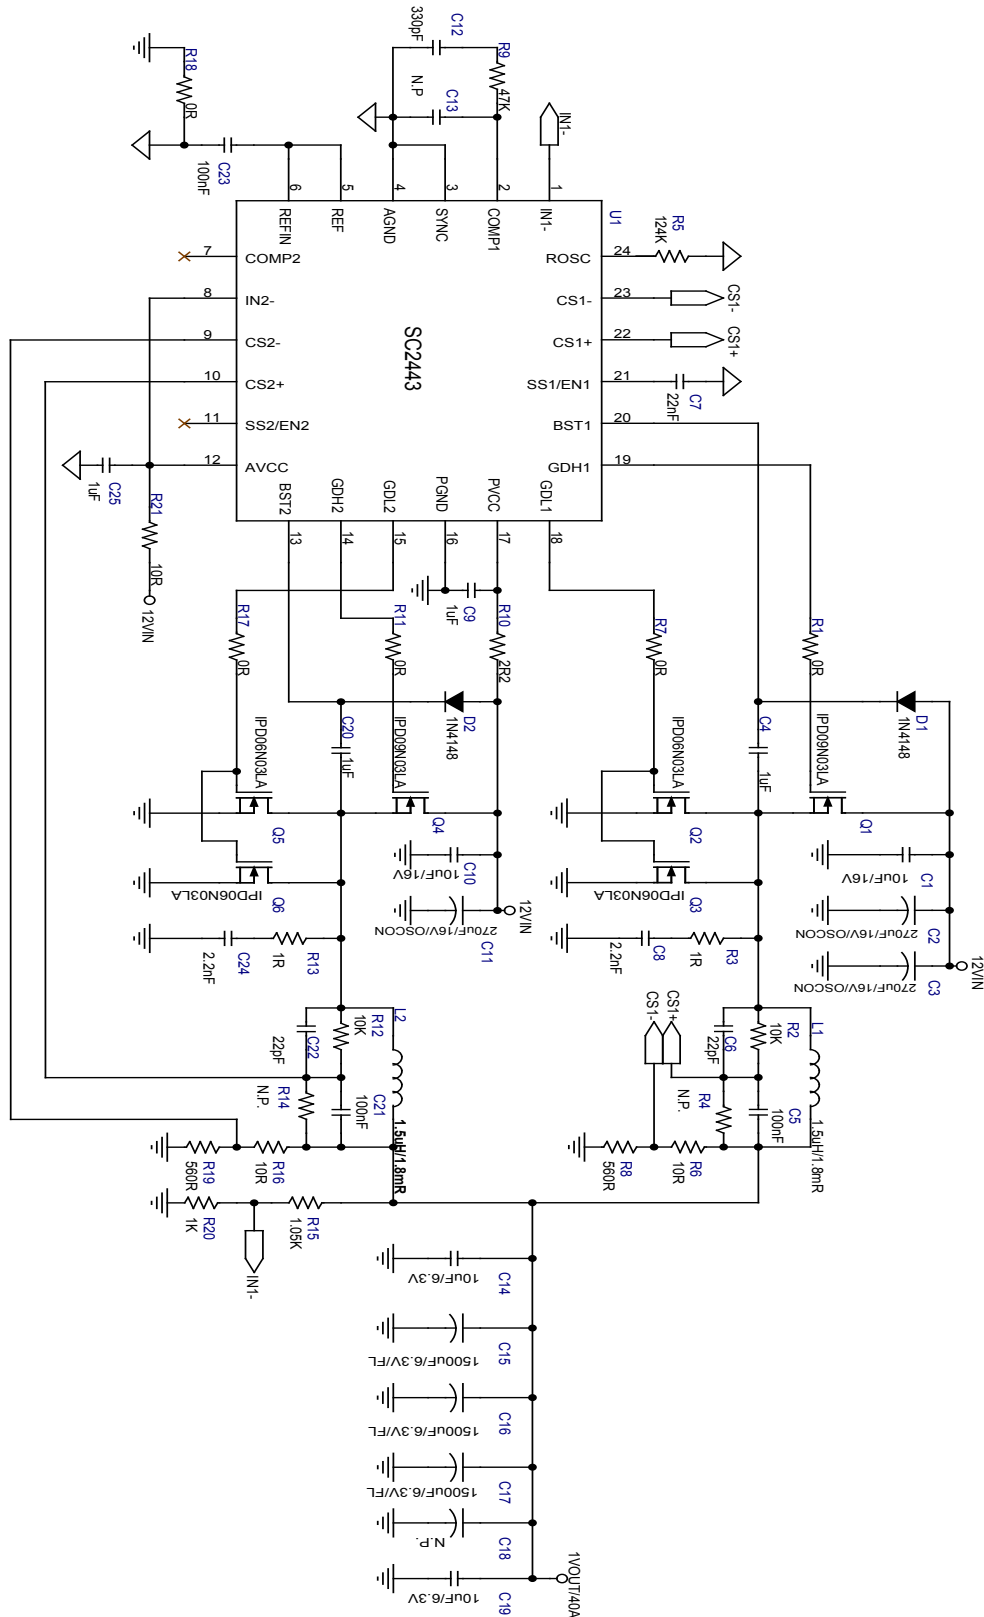 C12
330pF
R9
47K
C13
N.P
R18
0R
C23
100nF
IN1-
6
5
4
3
2
1
REFIN
REF
AGND
SYNC
COMP1
IN1-
U1
SC2443
7
COMP2
8
IN2-
9
CS2-
10
CS2+
11
SS2/EN2
12
AVCC
ROSC
24
CS1-
23
CS1+
22
SS1/EN1
21
BST1
20
GDH1
19
R5
124K
CS1-
CS1+
C7
22nF
BST2
GDH2
GDL2
PGND
PVCC
GDL1
13
14
15
16
17
18
C25
1uF
R21
10R
12VIN
R17
0R
R11
0R
C9
1uF
R10
2R2
R7
0R
R1
0R
D2
1N4148
D1
1N4148
C20
1uF
C4
1uF
IPD06N03LA
Q5
IPD09N03LA
Q4
IPD06N03LA
Q2
IPD09N03LA
Q1
IPD06N03LA
Q6
IPD06N03LA
Q3
C10
10uF/16V
C11
270uF/16V/OSCON
12VIN
C1
10uF/16V
C2
270uF/16V/OSCON
C3
270uF/16V/OSCON
12VIN
C24
2.2nF
R13
1R
C8
2.2nF
R3
1R
L2
1.5uH/1.8mR
R12
10K
C22
22pF
C21
100nF
R14
N.P.
L1
1.5uH/1.8mR
R2
10K
C6
22pF
C5
100nF
R4
N.P.
CS1-
CS1+
R19
560R
R16
10R
R8
560R
R6
10R
R20
1K
R15
1.05K
IN1-
C14
10uF/6.3V
C15
1500uF/6.3V/FL
C16
1500uF/6.3V/FL
C17
1500uF/6.3V/FL
C18
N.P.
C19
10uF/6.3V
1VOUT/40A